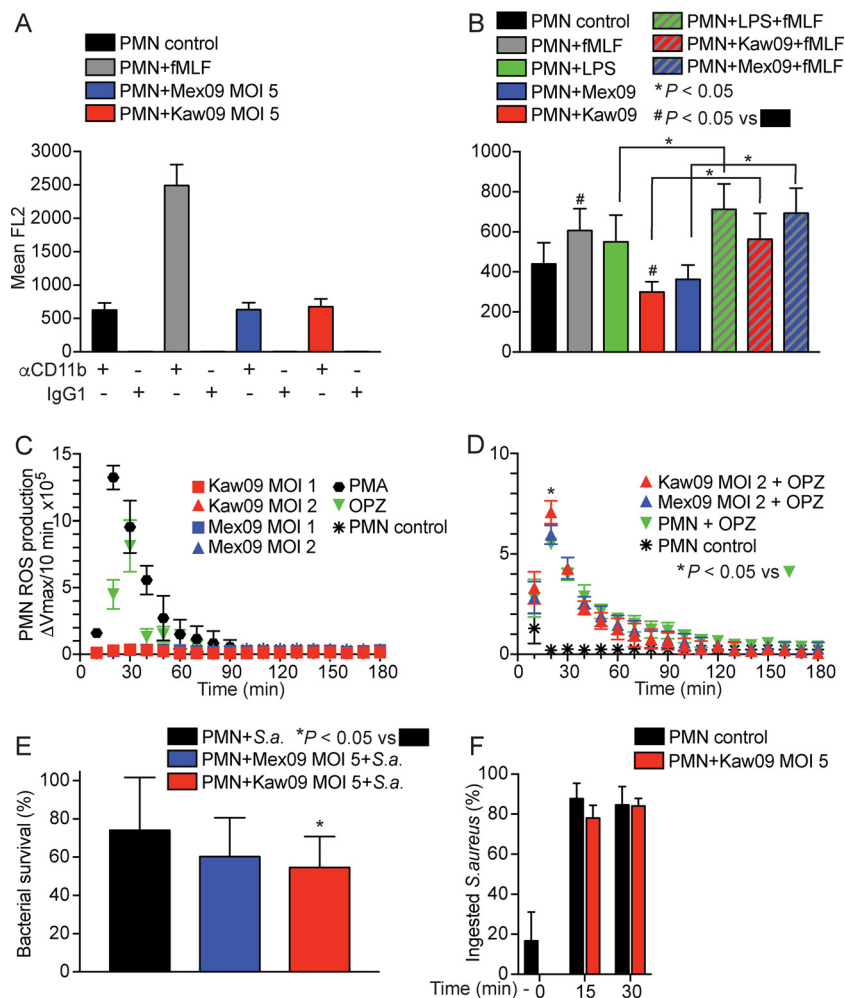 A
PMN control
PMN+fMLF
PMN+Mex09 MOI 5
PMN+Kaw09 MOI 5
Mean FL2
3000
2500
2000
1500
1000
500
0
αCD11b + - + - + - + -
IgG1 - + - + - + - +
B
PMN control
PMN+fMLF
PMN+LPS
PMN+Mex09
PMN+Kaw09
PMN+LPS+fMLF
PMN+Kaw09+fMLF
PMN+Mex09+fMLF
*P < 0.05
#P < 0.05 vs
1000
800
600
400
200
0
# # * * *
C
PMN ROS production
ΔVmax/10 min, x10⁵
15
13
10
8
5
3
0
Kaw09 MOI 1
Kaw09 MOI 2
Mex09 MOI 1
Mex09 MOI 2
PMA
OPZ
PMN control
0 30 60 90 120 150 180
Time (min)
D
10
7
5
2
0
*
Kaw09 MOI 2 + OPZ
Mex09 MOI 2 + OPZ
PMN + OPZ
PMN control
*P < 0.05 vs
0 30 60 90 120 150 180
Time (min)
E
PMN+S.a. *P < 0.05 vs
PMN+Mex09 MOI 5+S.a.
PMN+Kaw09 MOI 5+S.a.
Bacterial survival (%)
100
80
60
40
20
0
*
F
PMN control
PMN+Kaw09 MOI 5
Ingested S.aureus (%)
100
80
60
40
20
0
Time (min) - 0 15 30